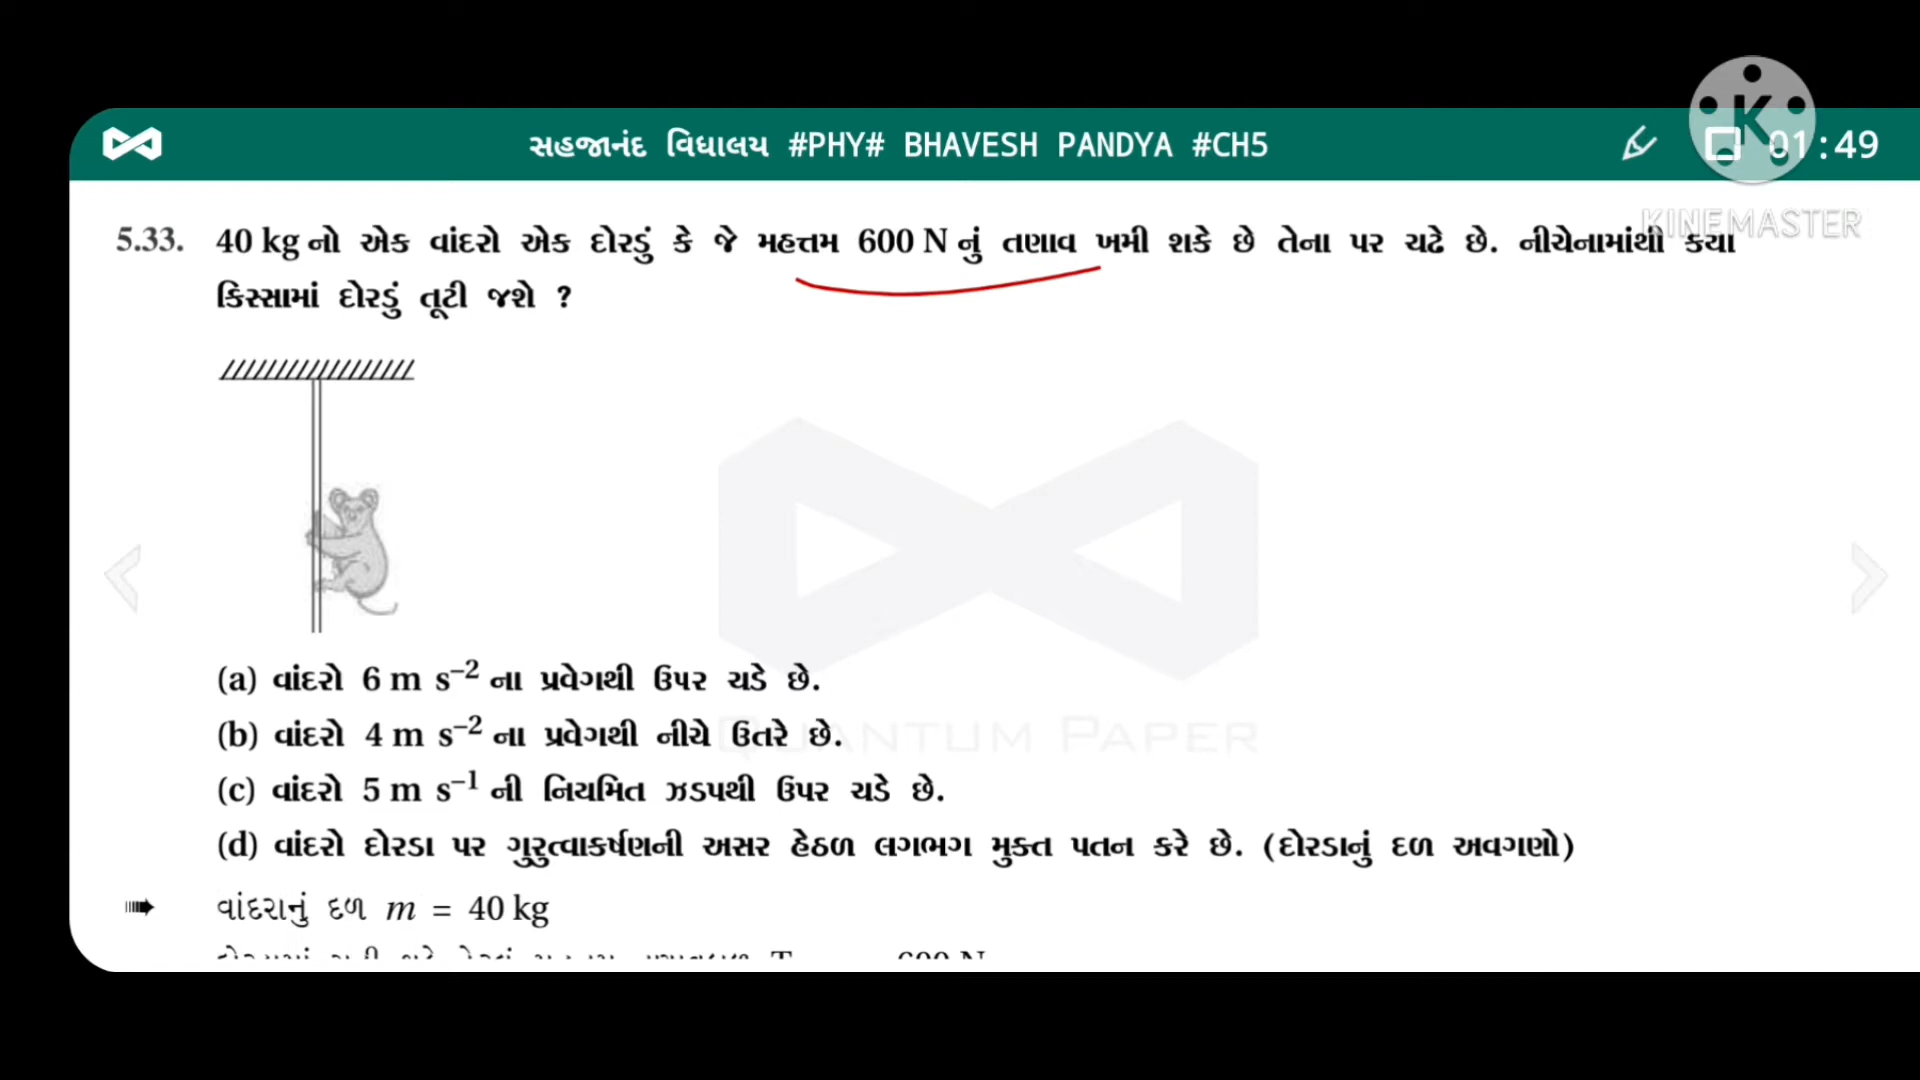 સહજાનંદ વિધાલય #PHY# BHAVESH PANDYA #CH5
01:49
KINEMASTER
5.33. 40 kg નો એક વાંદરો એક દોરડું કે જે મહત્તમ 600 N નું તણાવ ખમી શકે છે તેના પર ચઢે છે. નીચેનામાંથી કયા
કિસ્સામાં દોરડું તૂટી જશે ?
(a) વાંદરો 6 m s⁻² ના પ્રવેગથી ઉપર ચડે છે.
(b) વાંદરો 4 m s⁻² ના પ્રવેગથી નીચે ઉતરે છે.
QUANTUM PAPER
(c) વાંદરો 5 m s⁻¹ ની નિયમિત ઝડપથી ઉપર ચડે છે.
(d) વાંદરો દોરડા પર ગુરુત્વાકર્ષણની અસર હેઠળ લગભગ મુક્ત પતન કરે છે. (દોરડાનું દળ અવગણો)
➠ વાંદરાનું દળ m = 40 kg